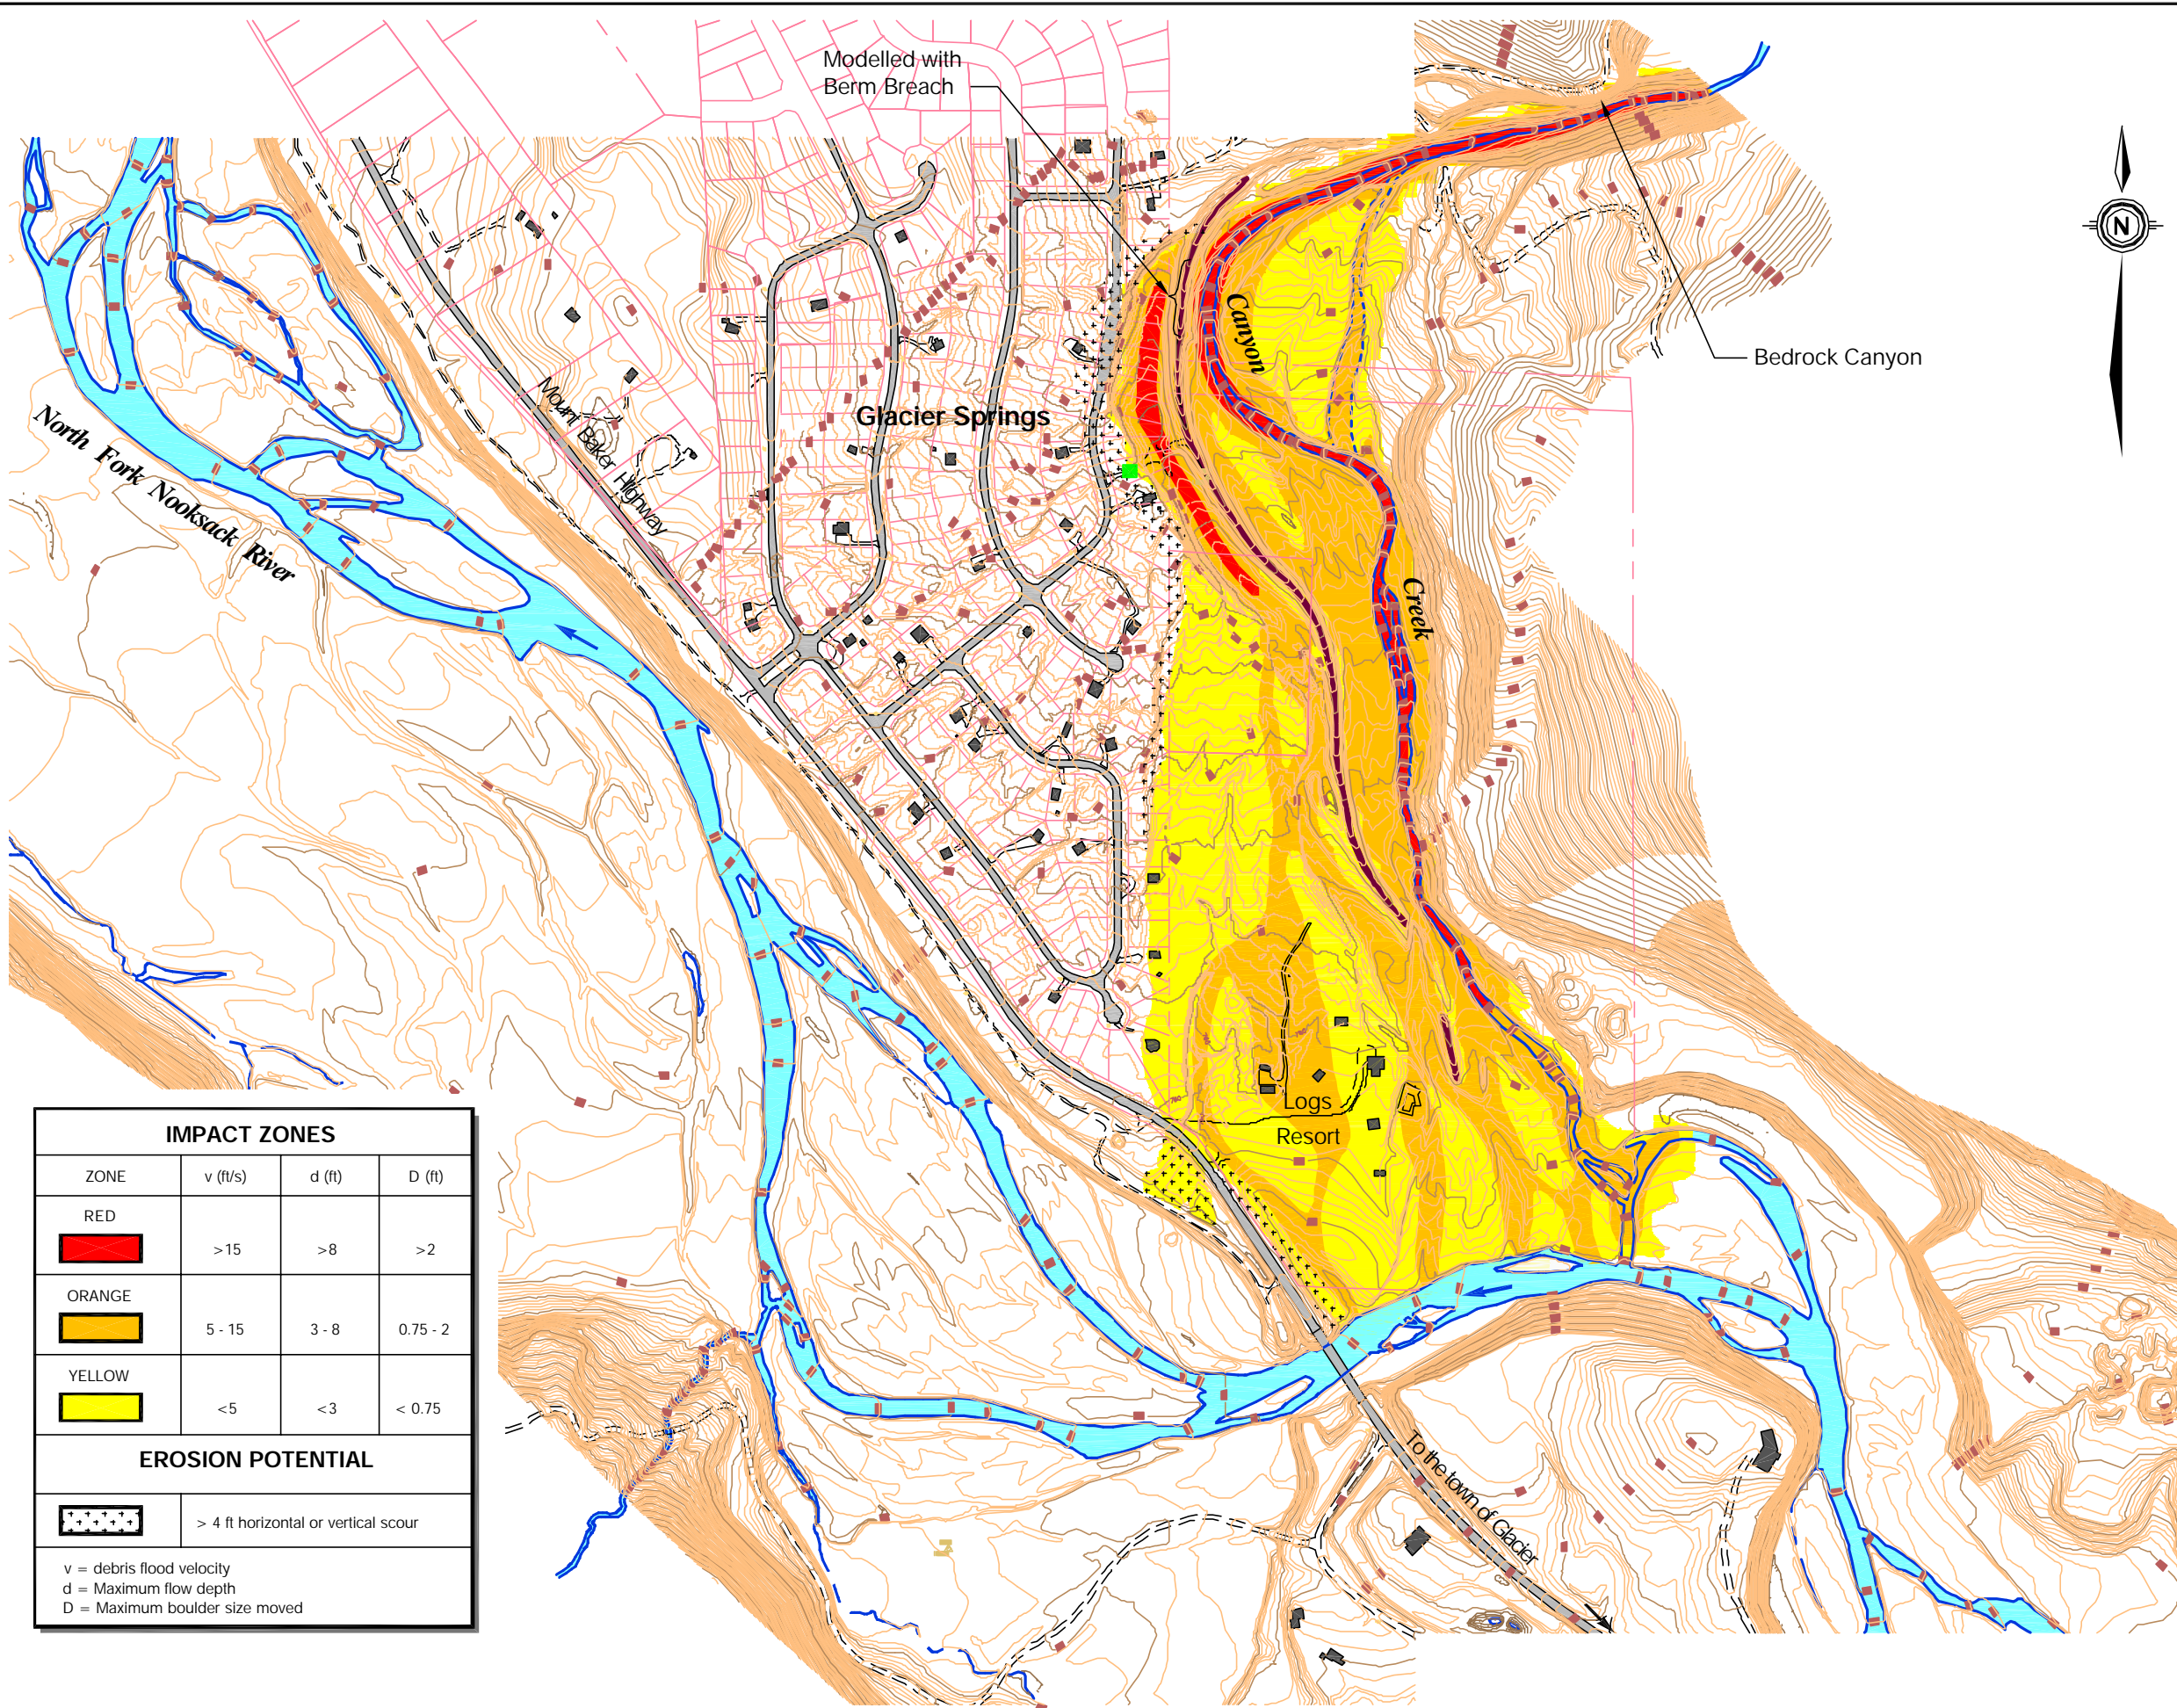 Modelled with
Berm Breach
N
Canyon
Bedrock Canyon
Mount Baker Highway
Glacier Springs
North Fork Nooksack River
Creek
Logs
Resort
To the town of Glacier
IMPACT ZONES
ZONE v (ft/s) d (ft) D (ft)
RED
>15 >8 >2
ORANGE
5 - 15 3 - 8 0.75 - 2
YELLOW
<5 <3 < 0.75
EROSION POTENTIAL
> 4 ft horizontal or vertical scour
v = debris flood velocity
d = Maximum flow depth
D = Maximum boulder size moved